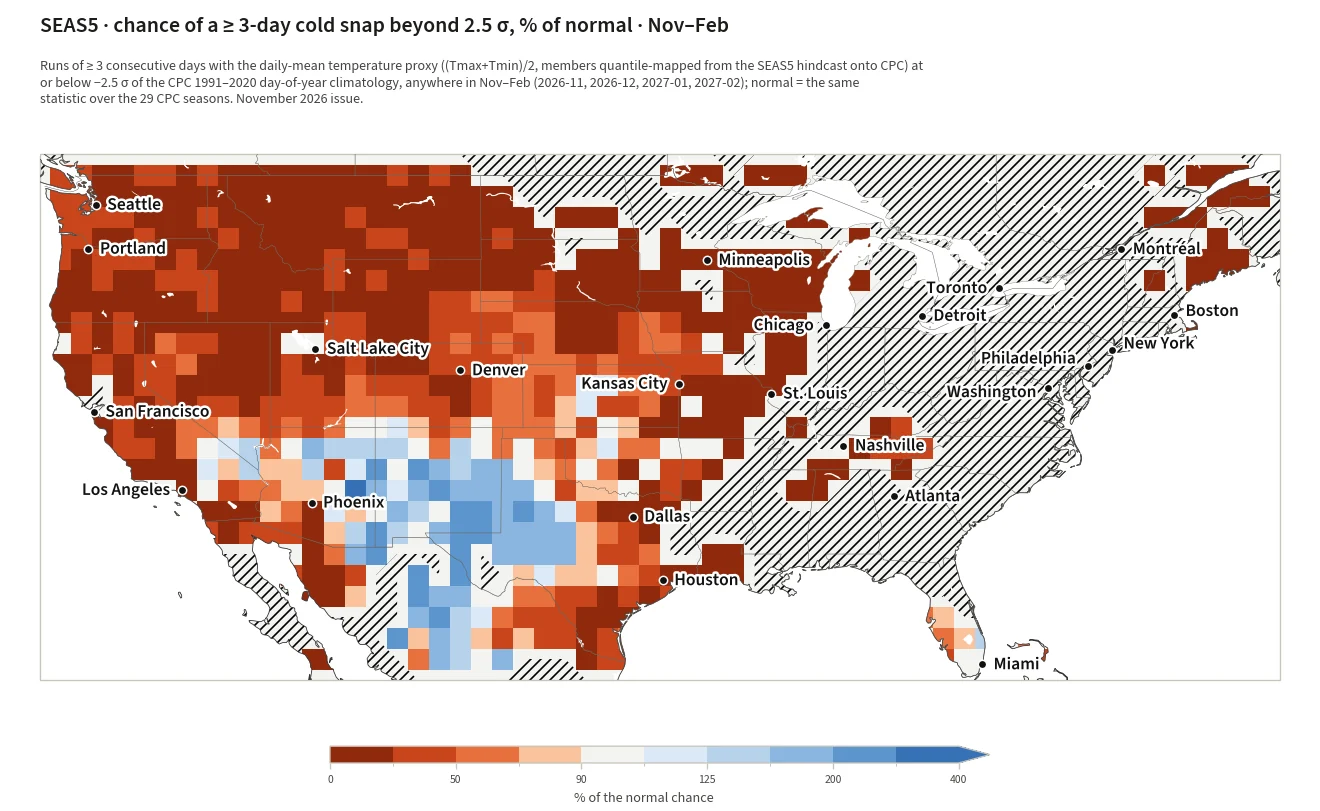 SEAS5 · chance of a ≥ 3-day cold snap beyond 2.5 σ, % of normal · Nov–Feb
Runs of ≥ 3 consecutive days with the daily-mean temperature proxy ((Tmax+Tmin)/2, members quantile-mapped from the SEAS5 hindcast onto CPC) at
or below −2.5 σ of the CPC 1991–2020 day-of-year climatology, anywhere in Nov–Feb (2026-11, 2026-12, 2027-01, 2027-02); normal = the same
statistic over the 29 CPC seasons. November 2026 issue.
Seattle
Portland
Montréal
Minneapolis
Toronto
Boston
Detroit
Chicago
New York
Salt Lake City
Philadelphia
Denver
Kansas City
Washington
St. Louis
San Francisco
Nashville
Los Angeles
Atlanta
Phoenix
Dallas
Houston
Miami
0 50 90 125 200 400
% of the normal chance